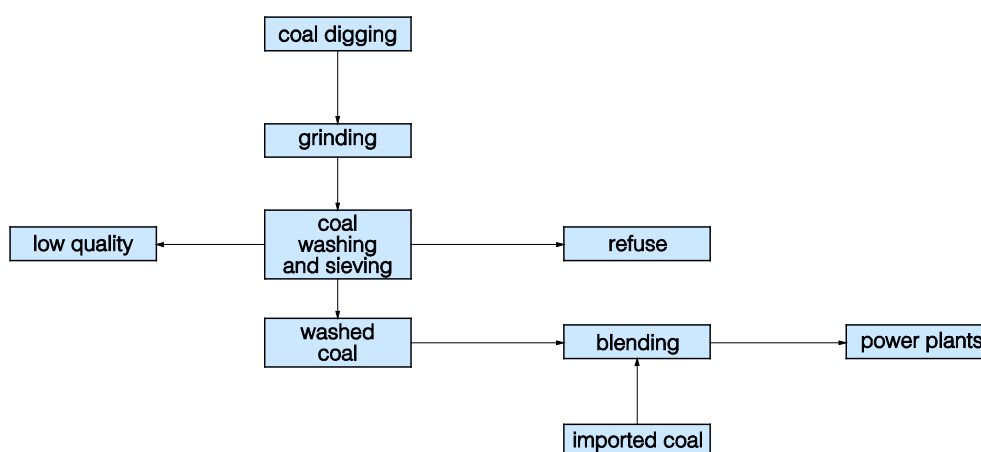 coal digging
grinding
coal
washing
and sieving
low quality
refuse
washed
coal
blending
power plants
imported coal